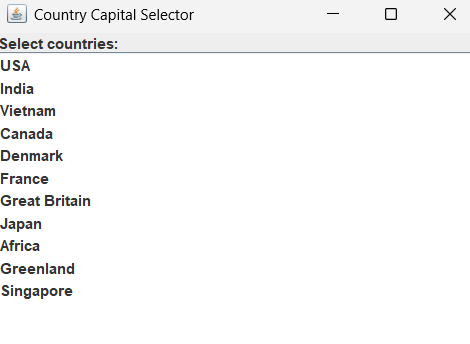 Country Capital Selector
Select countries:
USA
India
Vietnam
Canada
Denmark
France
Great Britain
Japan
Africa
Greenland
Singapore